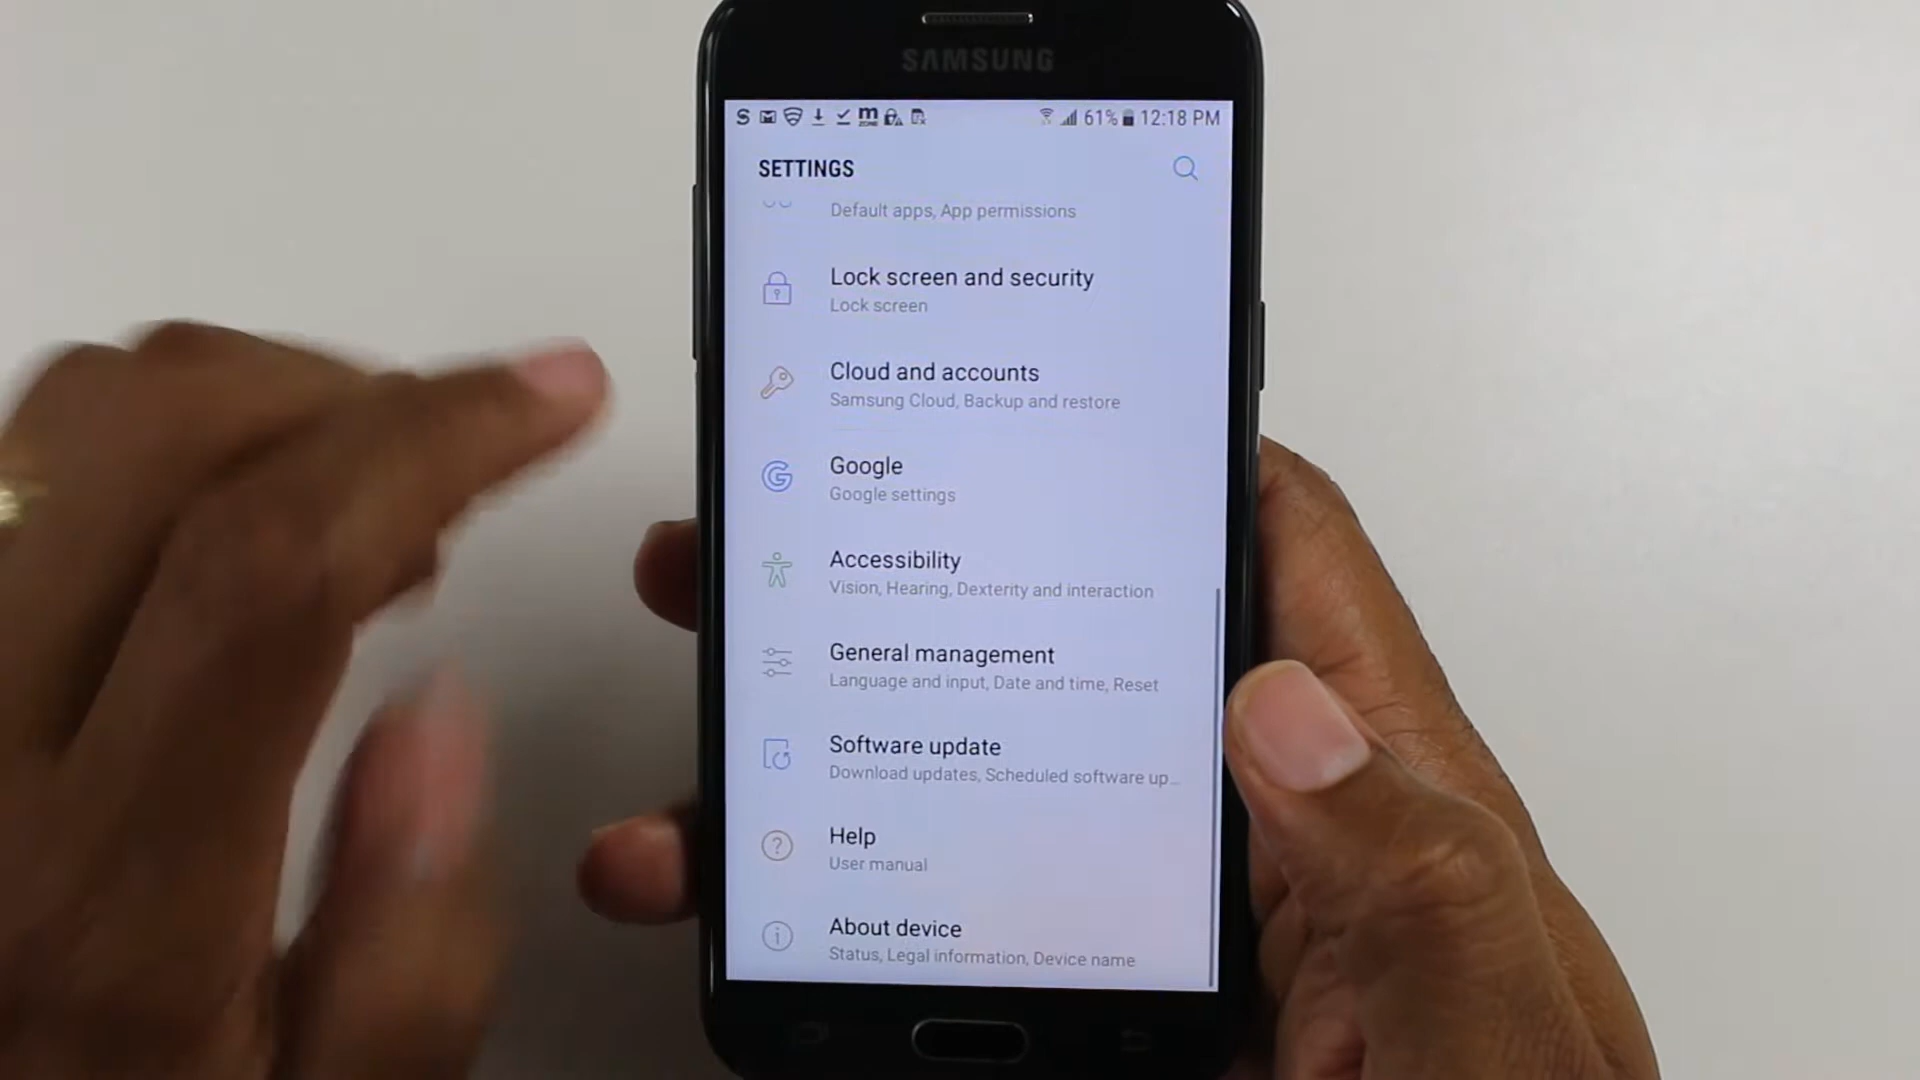 SAMSUNG
61% 12:18 PM
SETTINGS
Default apps, App permissions
Lock screen and security
Lock screen
Cloud and accounts
Samsung Cloud, Backup and restore
Google
Google settings
Accessibility
Vision, Hearing, Dexterity and interaction
General management
Language and input, Date and time, Reset
Software update
Download updates, Scheduled software up...
Help
User manual
About device
Status, Legal information, Device name